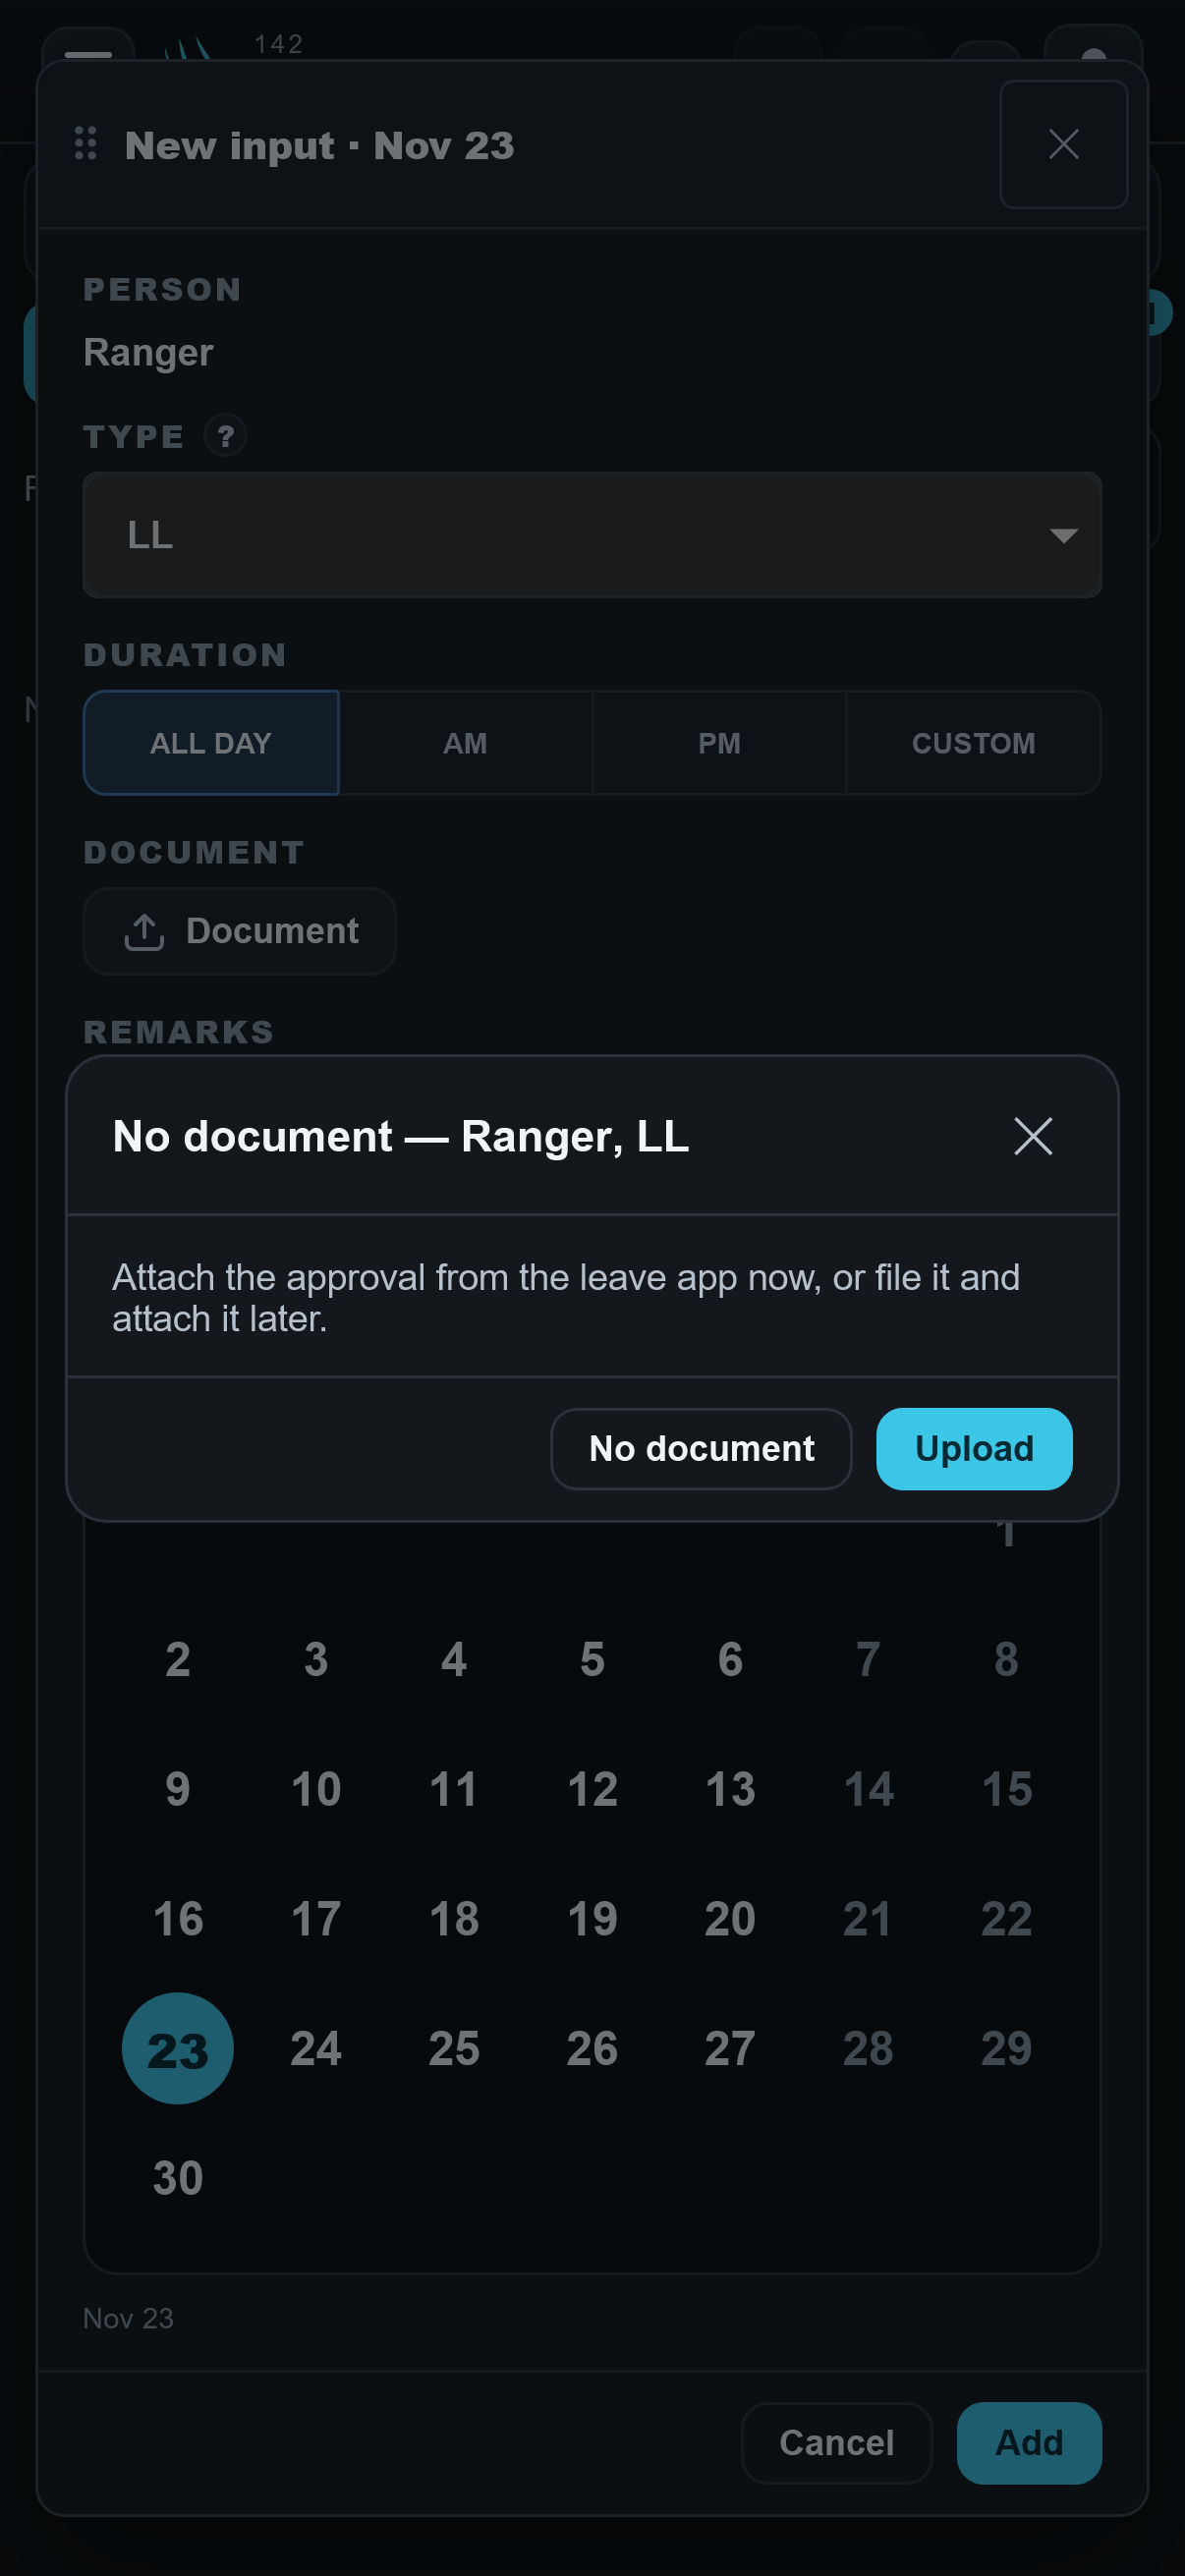 142
New input · Nov 23
PERSON
Ranger
TYPE ?
LL
DURATION
ALL DAY AM PM CUSTOM
DOCUMENT
Document
REMARKS
No document — Ranger, LL
Attach the approval from the leave app now, or file it and
attach it later.
No document Upload
1
2 3 4 5 6 7 8
9 10 11 12 13 14 15
16 17 18 19 20 21 22
23 24 25 26 27 28 29
30
Nov 23
Cancel Add